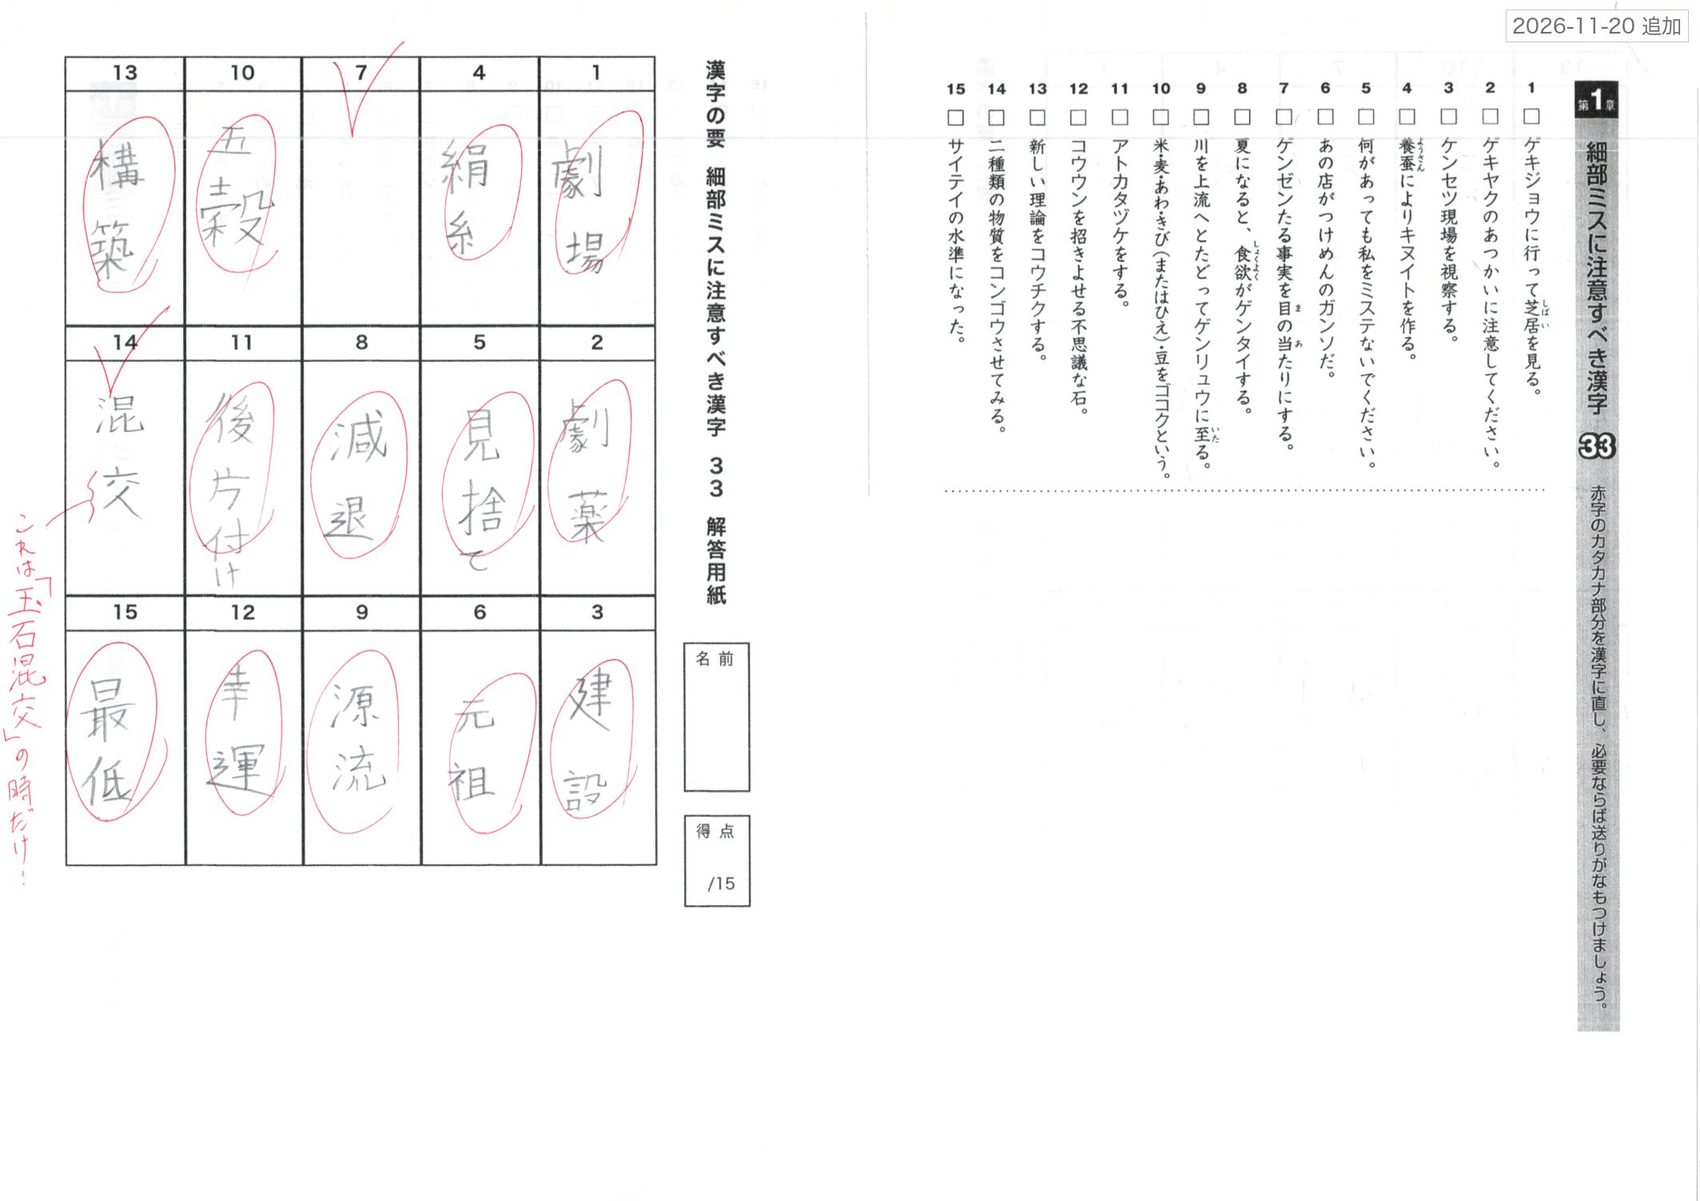 2026-11-20 追加
第1章 細部ミスに注意すべき漢字 33 赤字のカタカナ部分を漢字に直し、必要ならば送りがなもつけましょう。
1 □ ゲキジョウに行って芝居を見る。
しばい
2 □ ゲキヤクのあつかいに注意してください。
3 □ ケンセツ現場を視察する。
4 □ 養蚕によりキヌイトを作る。
ようさん
5 □ 何があっても私をミステないでください。
6 □ あの店がつけめんのガンソだ。
7 □ ゲンゼンたる事実を目の当たりにする。
ま あ
8 □ 夏になると、食欲がゲンタイする。
しょくよく
9 □ 川を上流へとたどってゲンリュウに至る。
いた
10 □ 米・麦・あわ・きび(またはひえ)・豆をゴコクという。
11 □ アトカタヅケをする。
12 □ コウウンを招きよせる不思議な石。
13 □ 新しい理論をコウチクする。
14 □ 二種類の物質をコンゴウさせてみる。
15 □ サイテイの水準になった。
漢字の要 細部ミスに注意すべき漢字 33 解答用紙
名前
得点
/15
1
劇場
2
劇薬
3
建設
4
絹糸
5
見捨て
6
元祖
7
8
減退
9
源流
10
五穀
11
後片付け
12
幸運
13
構築
14
混交
15
最低
これは「玉石混交」の時だけ!